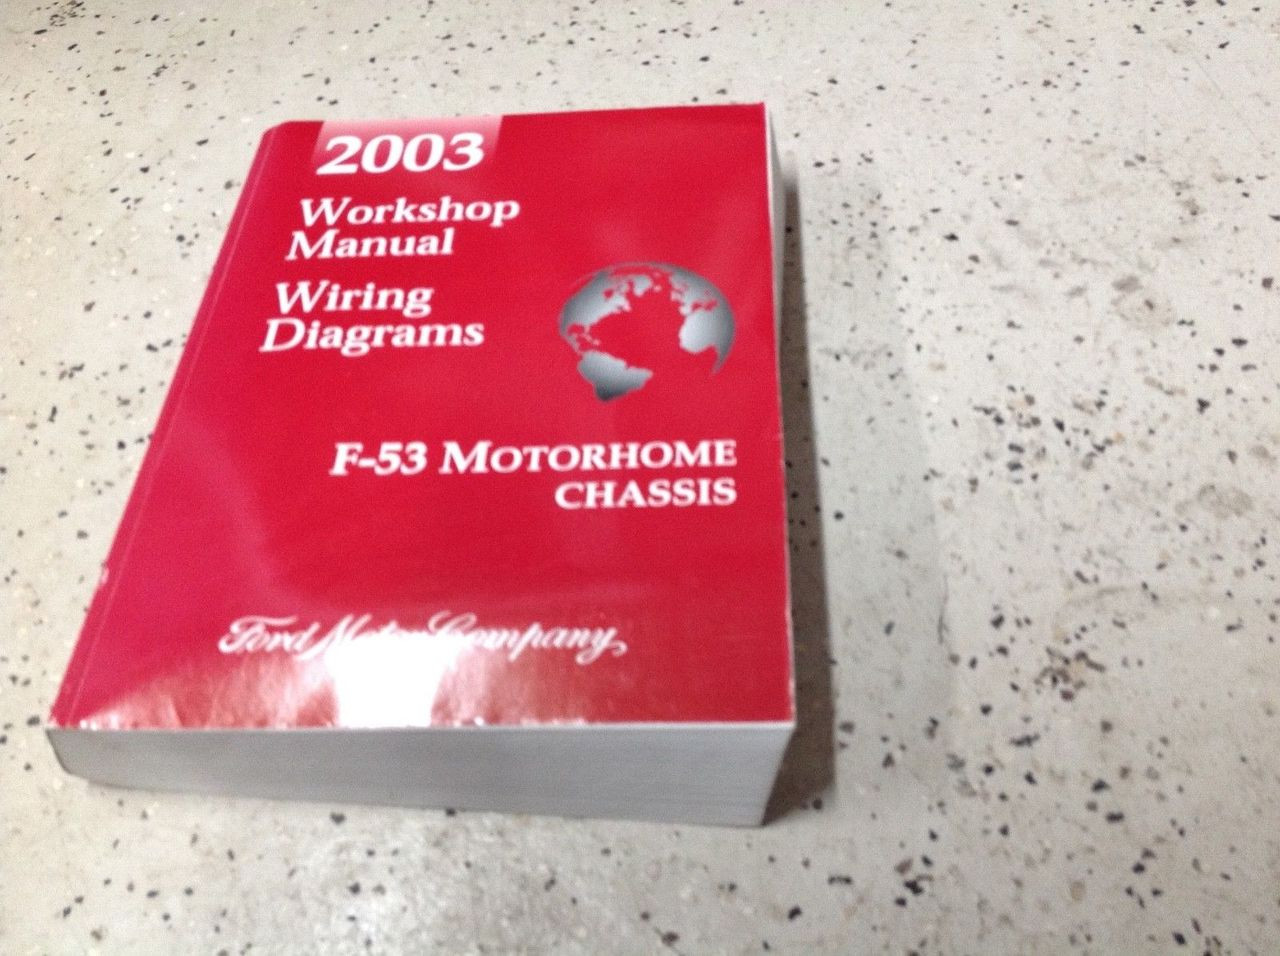 2003
Workshop
Manual
Wiring
Diagrams
F-53 MOTORHOME
CHASSIS
Ford Motor Company,